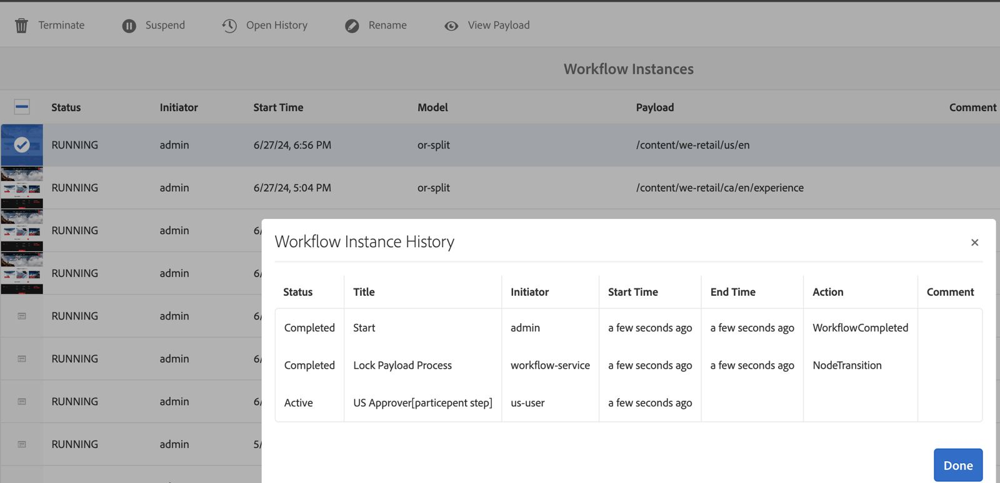 Terminate Suspend Open History Rename View Payload
Workflow Instances
Status Initiator Start Time Model Payload Comment
RUNNING admin 6/27/24, 6:56 PM or-split /content/we-retail/us/en
RUNNING admin 6/27/24, 5:04 PM or-split /content/we-retail/ca/en/experience
RUNNING admin 6/
RUNNING admin 6/
RUNNING admin 6/
RUNNING admin 6/
RUNNING admin 6/
RUNNING admin 5/
Workflow Instance History ×
Status Title Initiator Start Time End Time Action Comment
Completed Start admin a few seconds ago a few seconds ago WorkflowCompleted
Completed Lock Payload Process workflow-service a few seconds ago a few seconds ago NodeTransition
Active US Approver[particepent step] us-user a few seconds ago
Done